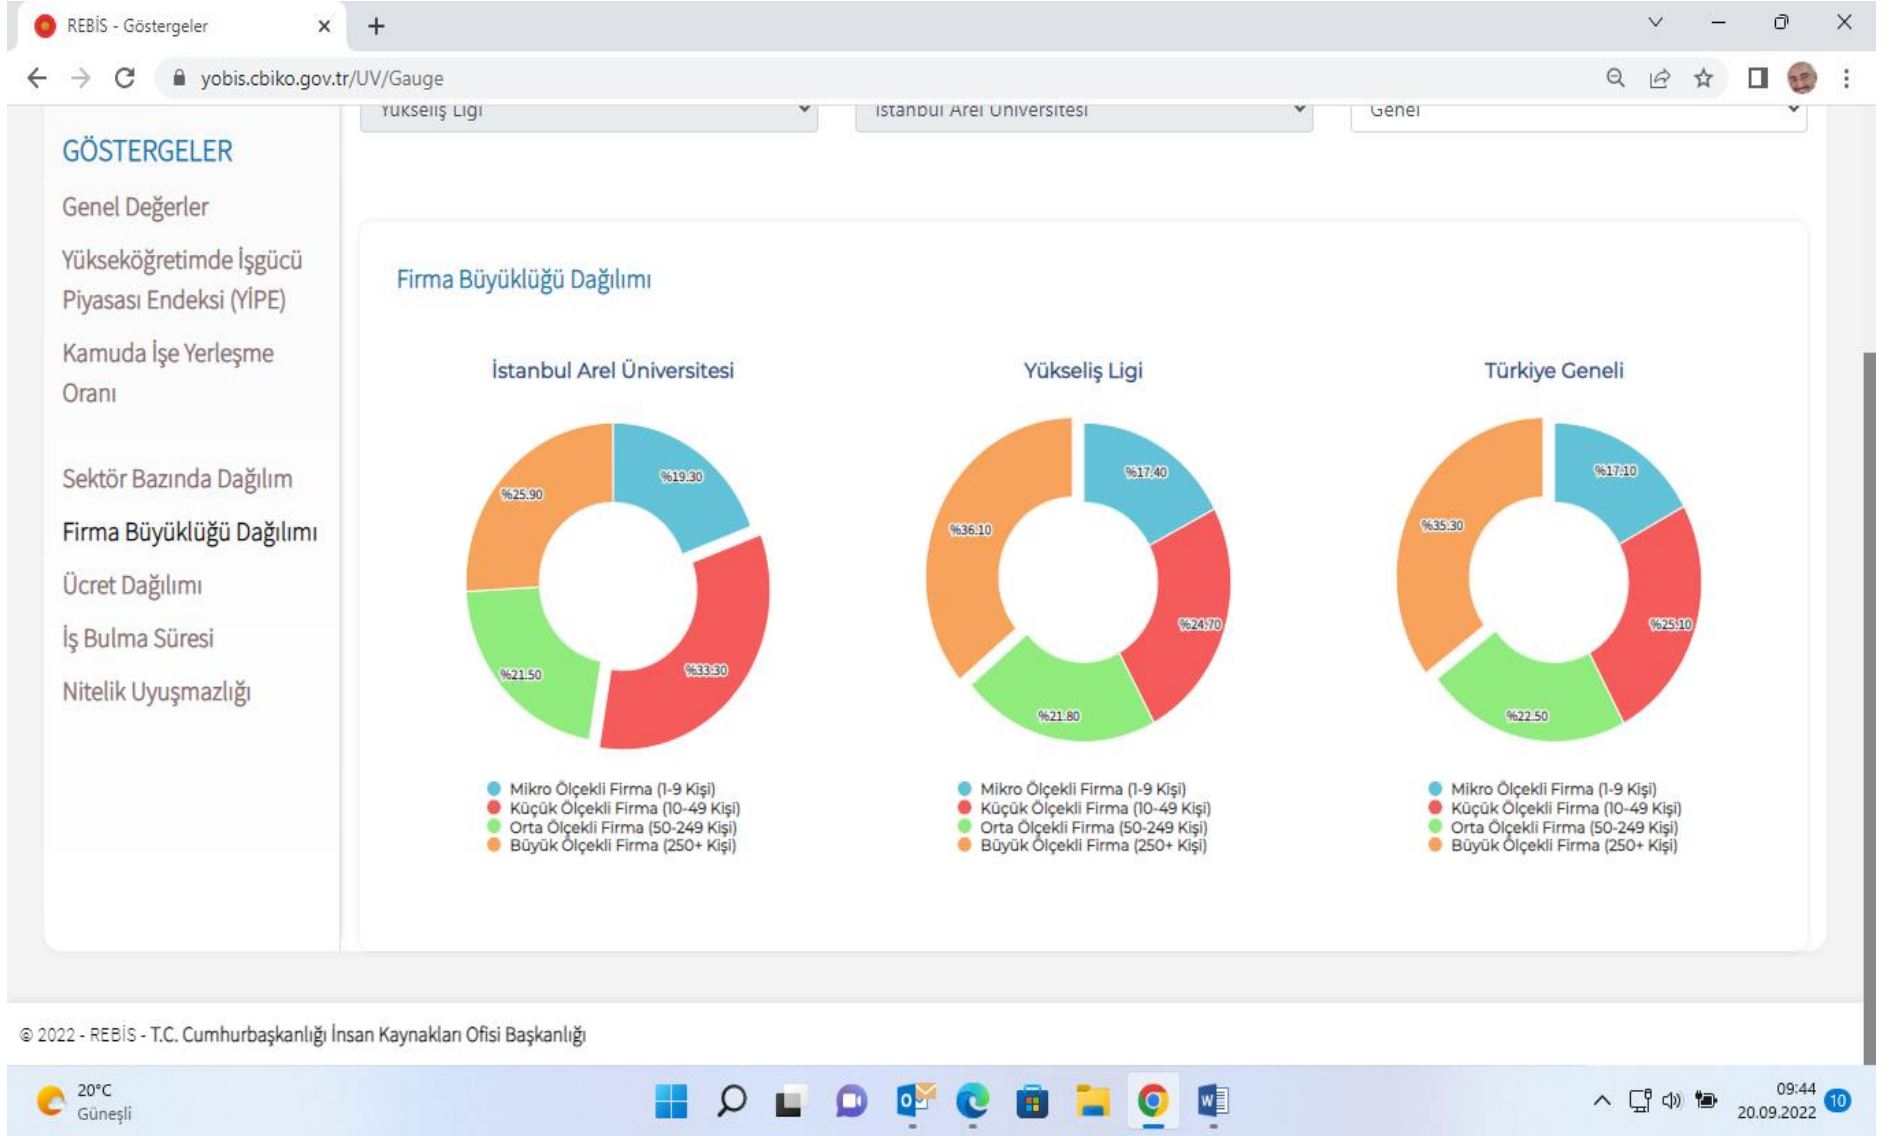 REBİS - Göstergeler
yobis.cbiko.gov.tr/UV/Gauge
Yükseliş Ligi
İstanbul Arel Üniversitesi
Genel
GÖSTERGELER
Genel Değerler
Yükseköğretimde İşgücü
Piyasası Endeksi (YİPE)
Kamuda İşe Yerleşme
Oranı
Sektör Bazında Dağılım
Firma Büyüklüğü Dağılımı
Ücret Dağılımı
İş Bulma Süresi
Nitelik Uyuşmazlığı
Firma Büyüklüğü Dağılımı
İstanbul Arel Üniversitesi
%19.30
%25.90
%33.30
%21.50
Mikro Ölçekli Firma (1-9 Kişi)
Küçük Ölçekli Firma (10-49 Kişi)
Orta Ölçekli Firma (50-249 Kişi)
Büyük Ölçekli Firma (250+ Kişi)
Yükseliş Ligi
%17.40
%36.10
%24.70
%21.80
Mikro Ölçekli Firma (1-9 Kişi)
Küçük Ölçekli Firma (10-49 Kişi)
Orta Ölçekli Firma (50-249 Kişi)
Büyük Ölçekli Firma (250+ Kişi)
Türkiye Geneli
%17.10
%35.30
%25.10
%22.50
Mikro Ölçekli Firma (1-9 Kişi)
Küçük Ölçekli Firma (10-49 Kişi)
Orta Ölçekli Firma (50-249 Kişi)
Büyük Ölçekli Firma (250+ Kişi)
© 2022 - REBİS - T.C. Cumhurbaşkanlığı İnsan Kaynakları Ofisi Başkanlığı
20°C
Güneşli
09:44
20.09.2022
10